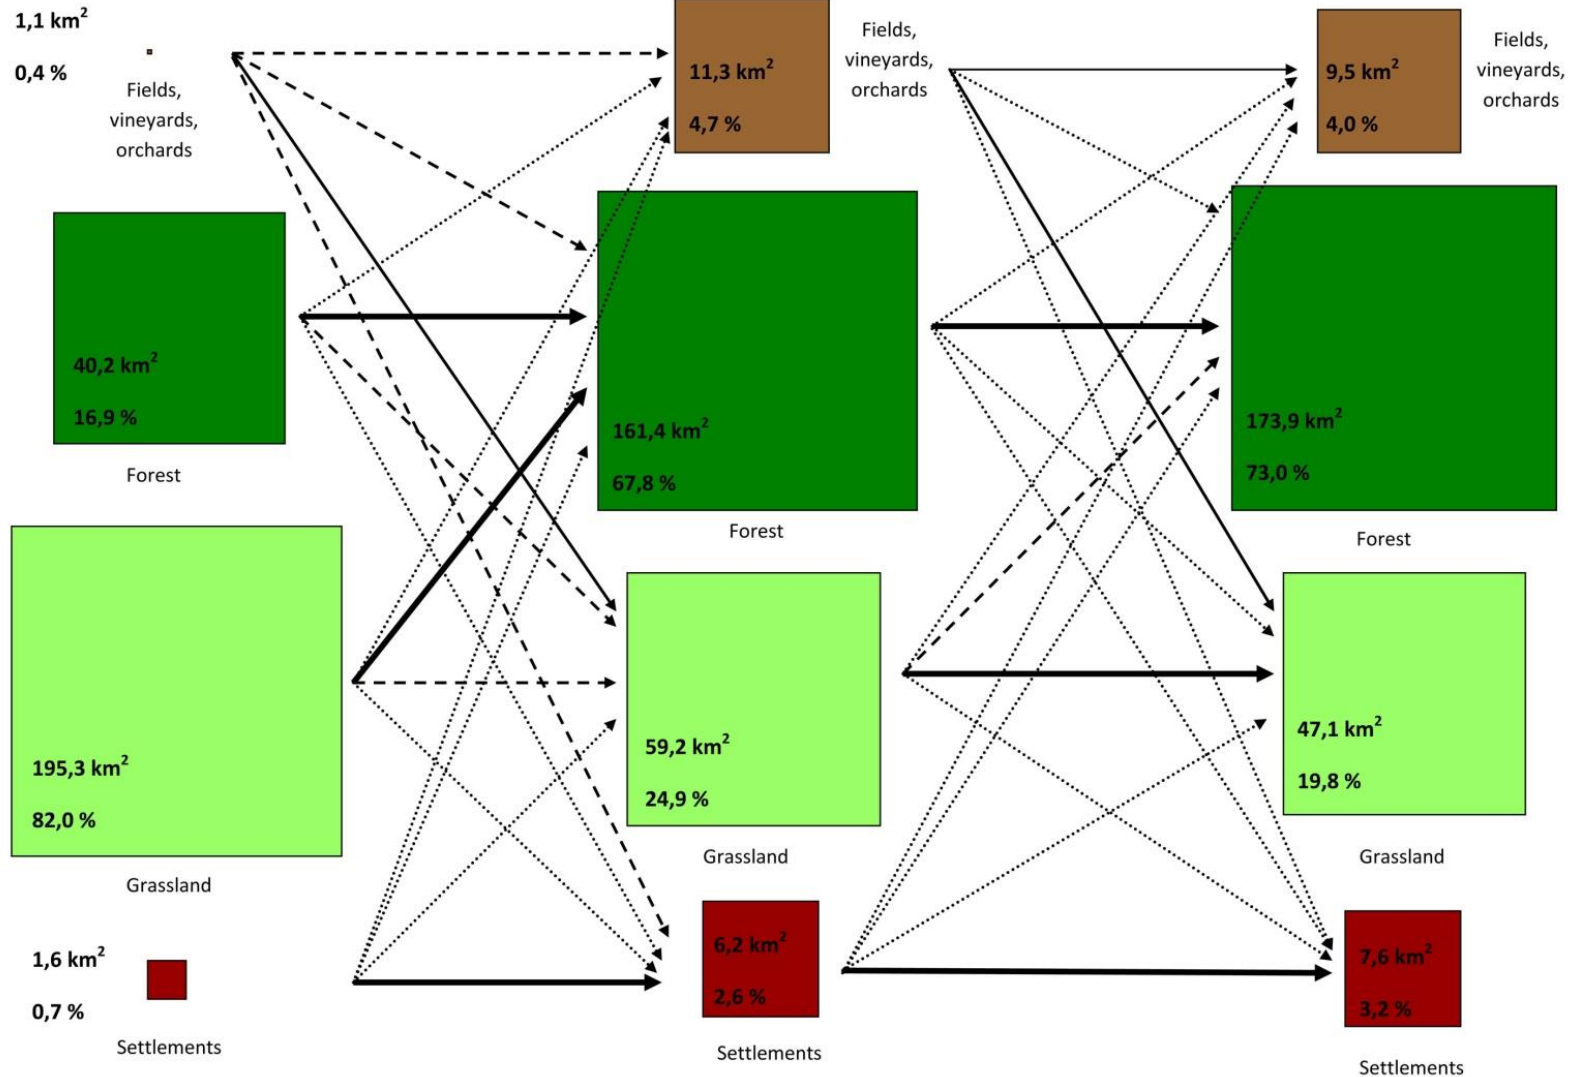 1,1 km²
0,4 %
Fields,
vineyards,
orchards
40,2 km²
16,9 %
Forest
195,3 km²
82,0 %
Grassland
1,6 km²
0,7 %
Settlements
11,3 km²
4,7 %
Fields,
vineyards,
orchards
161,4 km²
67,8 %
Forest
59,2 km²
24,9 %
Grassland
6,2 km²
2,6 %
Settlements
9,5 km²
4,0 %
Fields,
vineyards,
orchards
173,9 km²
73,0 %
Forest
47,1 km²
19,8 %
Grassland
7,6 km²
3,2 %
Settlements